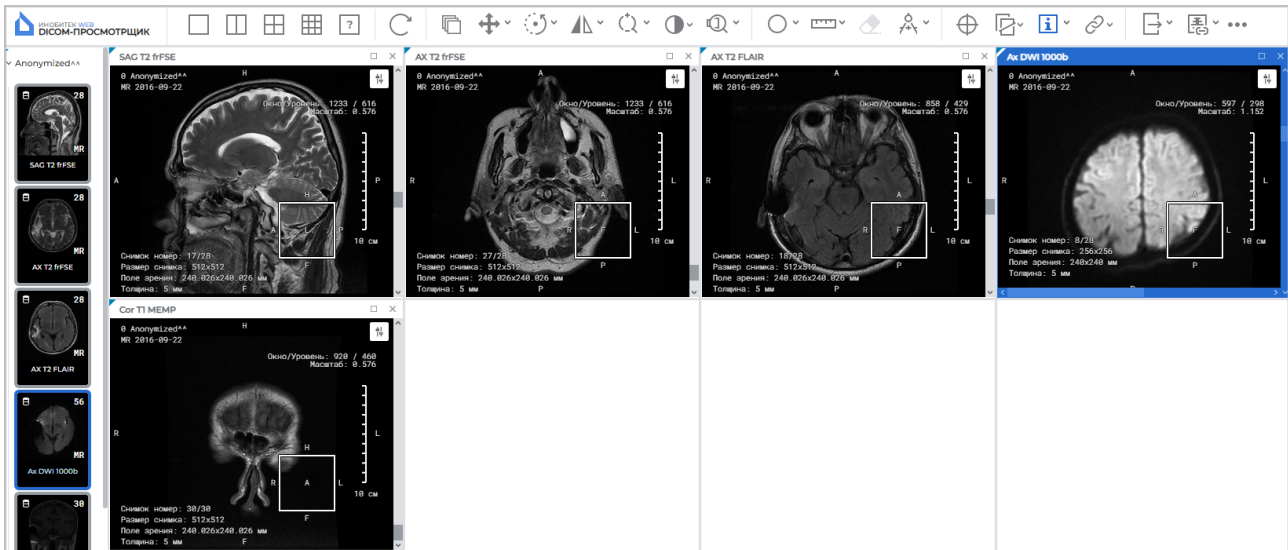 ИНОБИТЕК WEB
DICOM-ПРОСМОТРЩИК
?
1
i
Anonymized^^
28
MR
SAG T2 frFSE
28
MR
AX T2 frFSE
28
MR
AX T2 FLAIR
56
MR
Ax DWI 1000b
30
SAG T2 frFSE
0 Anonymized^^
MR 2016-09-22
H
Окно/Уровень: 1233 / 616
Масштаб: 0.576
A
P
H
A
P
F
10 см
Снимок номер: 17/28
Размер снимка: 512x512
Поле зрения: 240.026x240.026 мм
Толщина: 5 мм
F
AX T2 frFSE
0 Anonymized^^
MR 2016-09-22
A
Окно/Уровень: 1233 / 616
Масштаб: 0.576
R
L
A
R
F
L
P
10 см
Снимок номер: 27/28
Размер снимка: 512x512
Поле зрения: 240.026x240.026 мм
Толщина: 5 мм
P
AX T2 FLAIR
0 Anonymized^^
MR 2016-09-22
A
Окно/Уровень: 858 / 429
Масштаб: 0.576
R
L
A
R
F
L
P
10 см
Снимок номер: 18/28
Размер снимка: 512x512
Поле зрения: 240.026x240.026 мм
Толщина: 5 мм
P
Ax DWI 1000b
0 Anonymized^^
MR 2016-09-22
A
Окно/Уровень: 597 / 298
Масштаб: 1.152
R
L
A
R
F
L
P
10 см
Снимок номер: 8/28
Размер снимка: 256x256
Поле зрения: 240x240 мм
Толщина: 5 мм
P
Cor T1 MEMP
0 Anonymized^^
MR 2016-09-22
H
Окно/Уровень: 920 / 460
Масштаб: 0.576
R
L
H
R
A
L
F
10 см
Снимок номер: 30/30
Размер снимка: 512x512
Поле зрения: 240.026x240.026 мм
Толщина: 5 мм
F